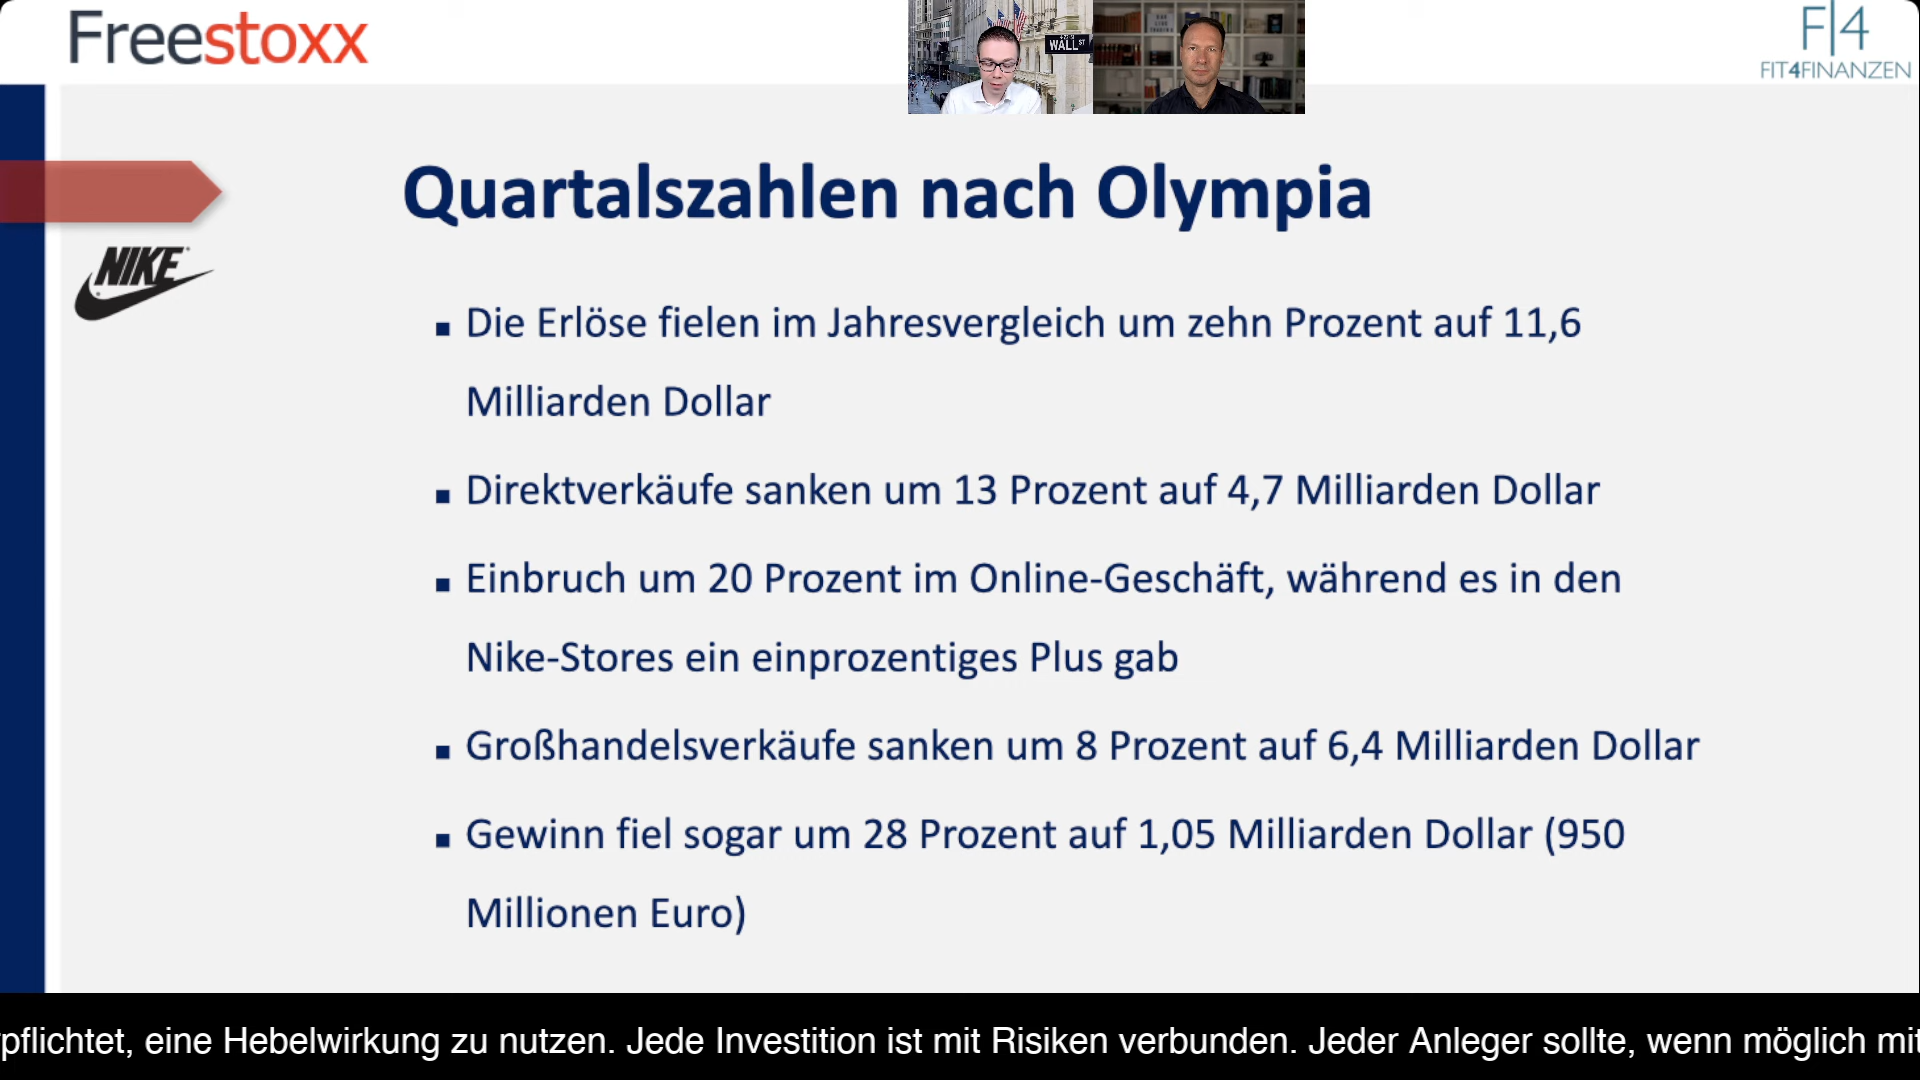 Freestoxx
WALL ST
F|4
FIT4FINANZEN
Quartalszahlen nach Olympia
NIKE
▪ Die Erlöse fielen im Jahresvergleich um zehn Prozent auf 11,6
Milliarden Dollar
▪ Direktverkäufe sanken um 13 Prozent auf 4,7 Milliarden Dollar
▪ Einbruch um 20 Prozent im Online-Geschäft, während es in den
Nike-Stores ein einprozentiges Plus gab
▪ Großhandelsverkäufe sanken um 8 Prozent auf 6,4 Milliarden Dollar
▪ Gewinn fiel sogar um 28 Prozent auf 1,05 Milliarden Dollar (950
Millionen Euro)
pflichtet, eine Hebelwirkung zu nutzen. Jede Investition ist mit Risiken verbunden. Jeder Anleger sollte, wenn möglich mit